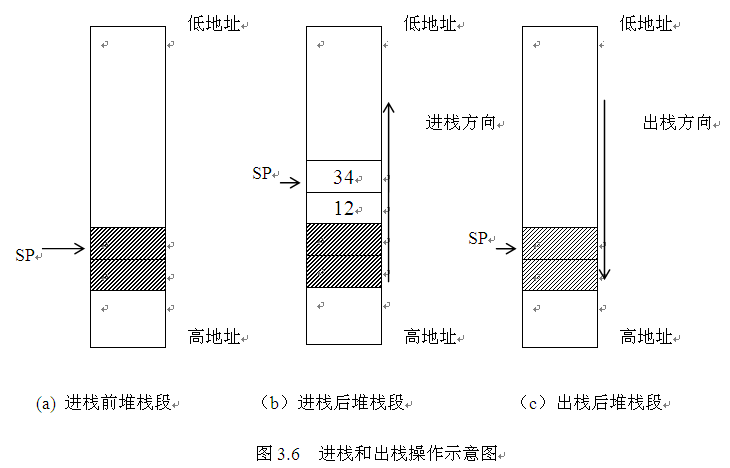 低地址 低地址 低地址
进栈方向 出栈方向
SP 34
12
SP SP
高地址 高地址 高地址
(a) 进栈前堆栈段 （b）进栈后堆栈段 （c）出栈后堆栈段
图 3.6 进栈和出栈操作示意图